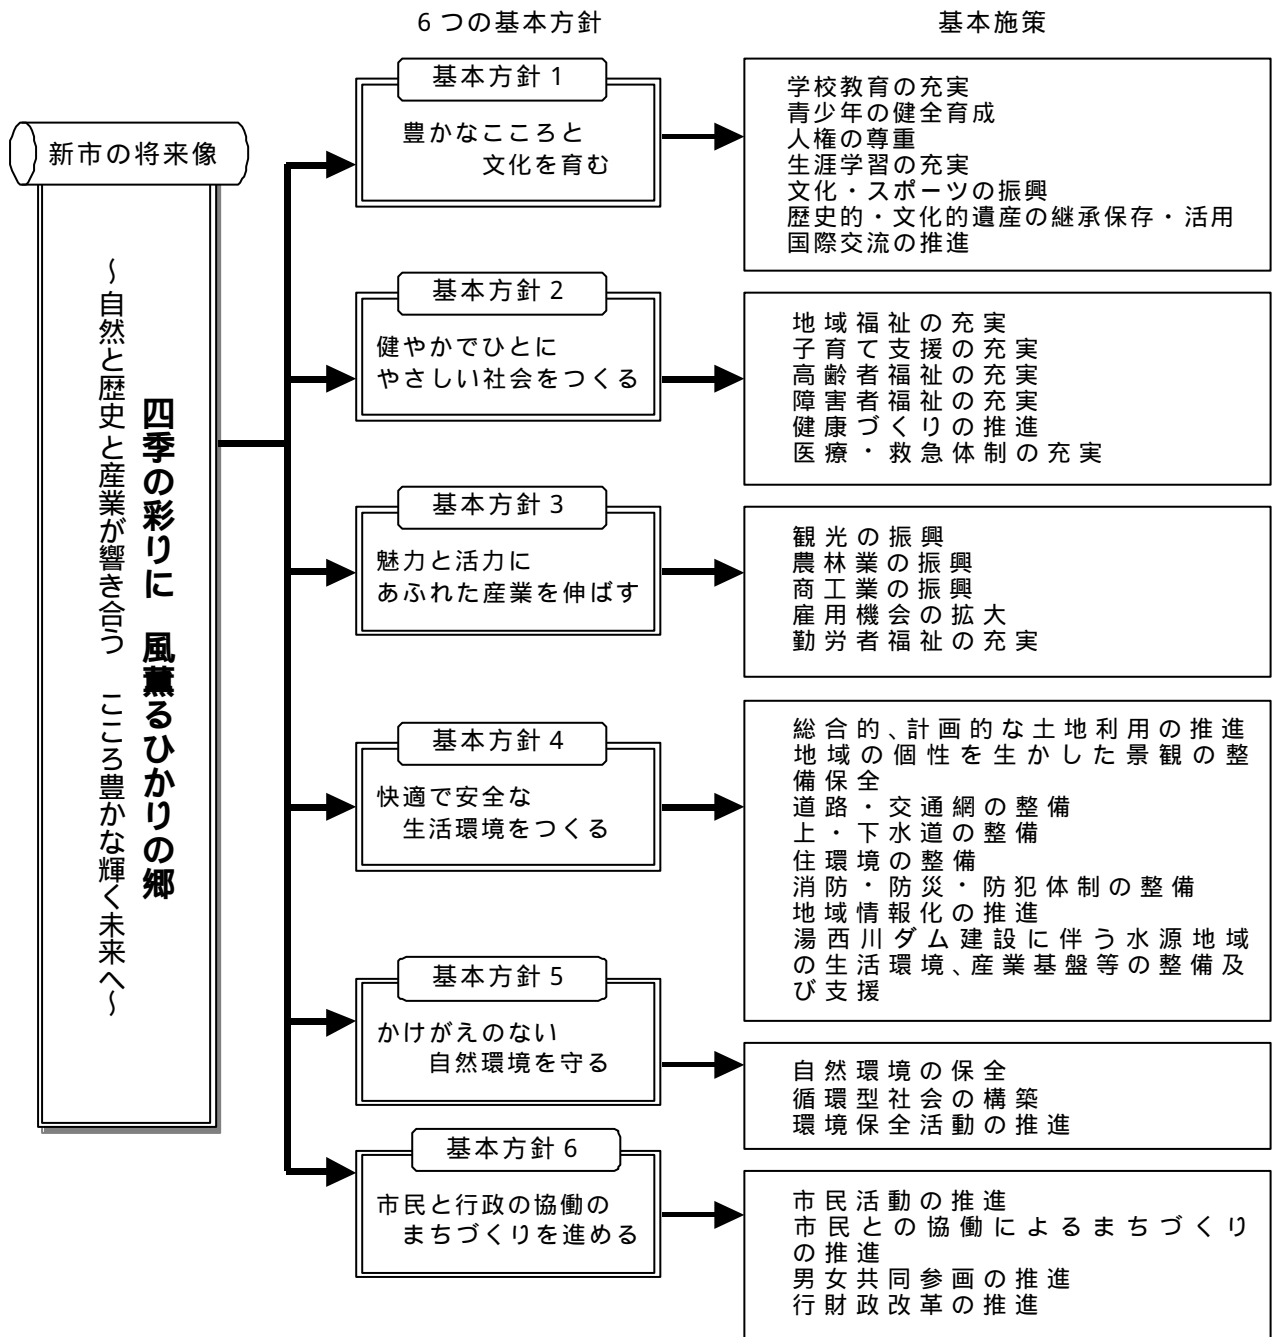 6つの基本方針
基本施策
新市の将来像
四季の彩りに　風薫るひかりの郷
～自然と歴史と産業が響き合う　こころ豊かな輝く未来へ～
基本方針1
豊かなこころと
文化を育む
学校教育の充実
青少年の健全育成
人権の尊重
生涯学習の充実
文化・スポーツの振興
歴史的・文化的遺産の継承保存・活用
国際交流の推進
基本方針2
健やかでひとに
やさしい社会をつくる
地域福祉の充実
子育て支援の充実
高齢者福祉の充実
障害者福祉の充実
健康づくりの推進
医療・救急体制の充実
基本方針3
魅力と活力に
あふれた産業を伸ばす
観光の振興
農林業の振興
商工業の振興
雇用機会の拡大
勤労者福祉の充実
基本方針4
快適で安全な
生活環境をつくる
総合的、計画的な土地利用の推進
地域の個性を生かした景観の整
備保全
道路・交通網の整備
上・下水道の整備
住環境の整備
消防・防災・防犯体制の整備
地域情報化の推進
湯西川ダム建設に伴う水源地域
の生活環境、産業基盤等の整備及
び支援
基本方針5
かけがえのない
自然環境を守る
自然環境の保全
循環型社会の構築
環境保全活動の推進
基本方針6
市民と行政の協働の
まちづくりを進める
市民活動の推進
市民との協働によるまちづくり
の推進
男女共同参画の推進
行財政改革の推進